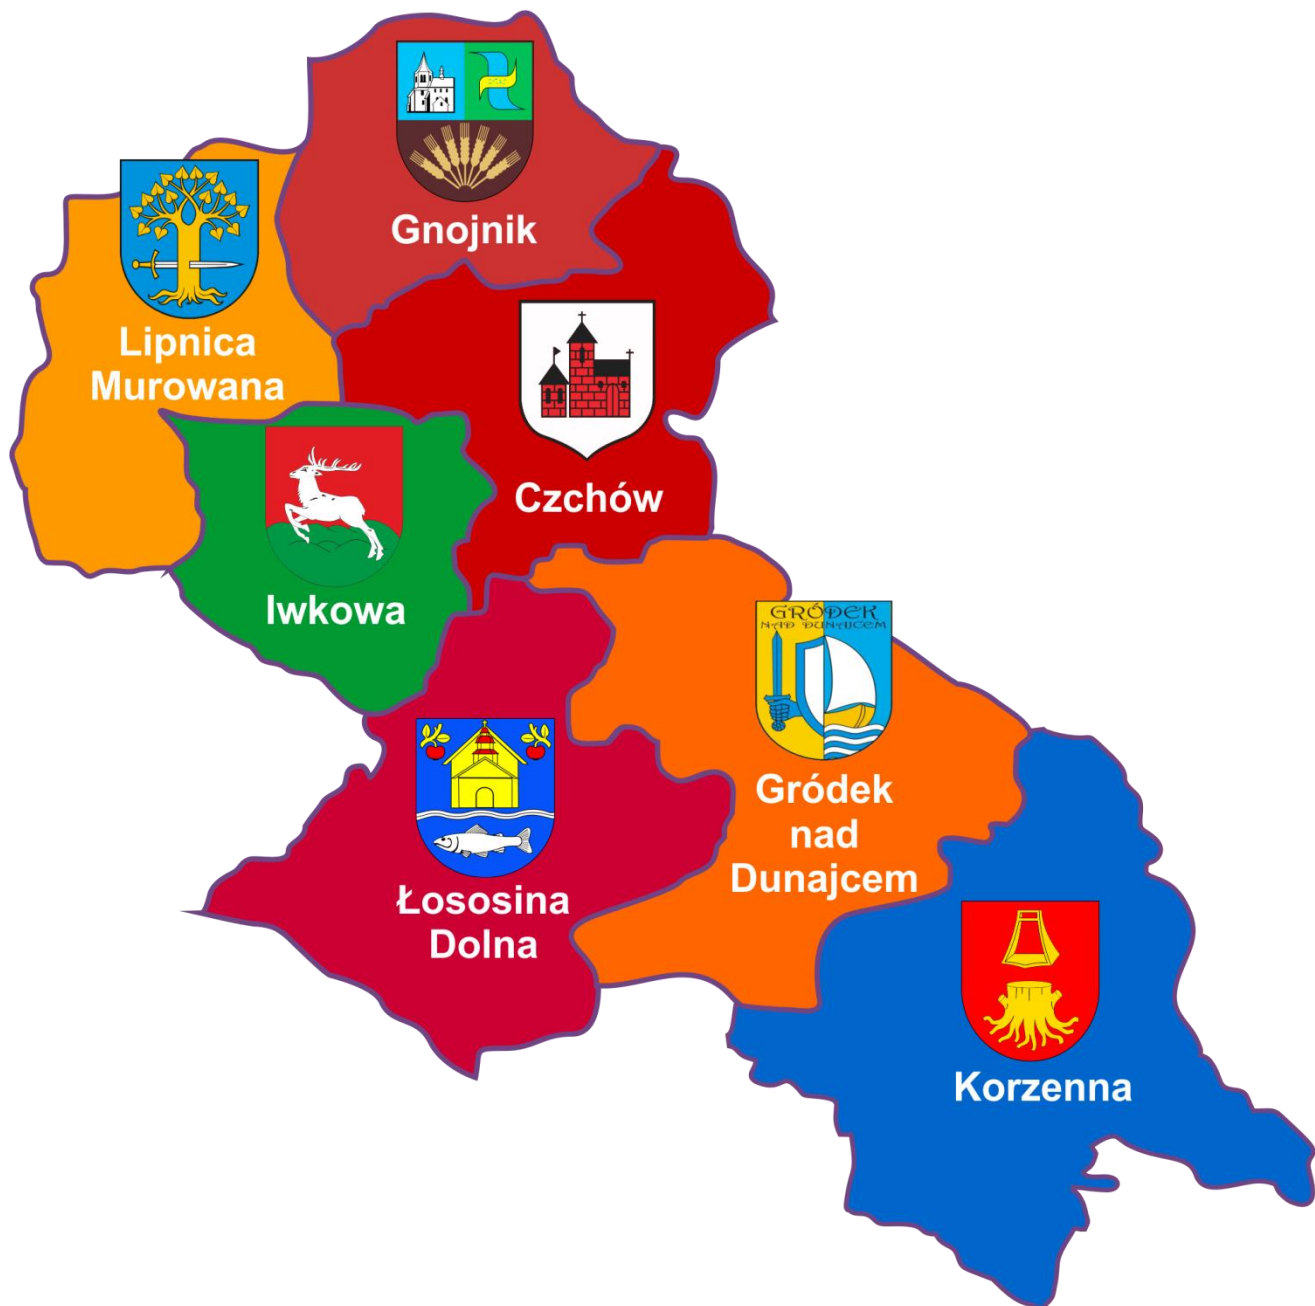 Gnojnik
Lipnica
Murowana
Czchów
Iwkowa
GRÓDEK
NAD DUNAJCEM
Gródek
nad
Dunajcem
Łososina
Dolna
Korzenna